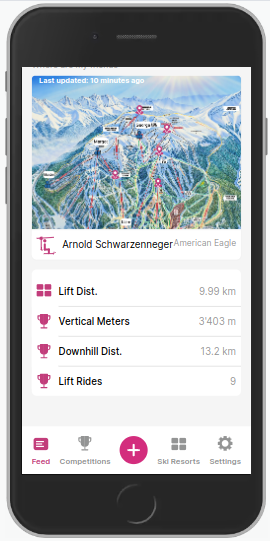 Last updated: 10 minutes ago
Arnold Schwarzenneger American Eagle
Lift Dist. 9.99 km
Vertical Meters 3'403 m
Downhill Dist. 13.2 km
Lift Rides 9
Feed Competitions Ski Resorts Settings